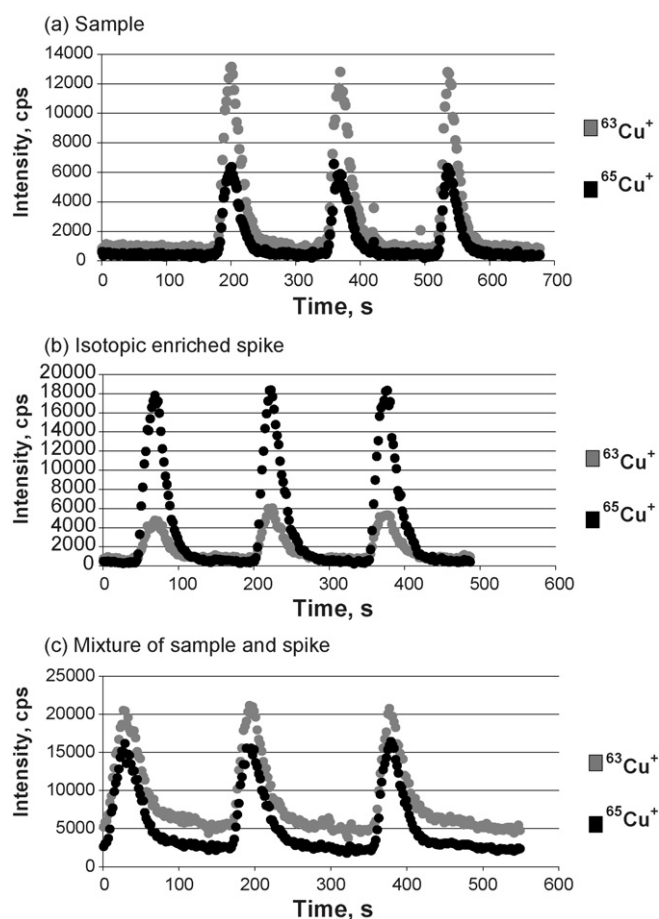 (a) Sample
Intensity, cps
14000
12000
10000
8000
6000
4000
2000
0
0 100 200 300 400 500 600 700
Time, s
63Cu+
65Cu+
(b) Isotopic enriched spike
Intensity, cps
20000
18000
16000
14000
12000
10000
8000
6000
4000
2000
0
0 100 200 300 400 500 600
Time, s
63Cu+
65Cu+
(c) Mixture of sample and spike
Intensity, cps
25000
20000
15000
10000
5000
0
0 100 200 300 400 500 600
Time, s
63Cu+
65Cu+